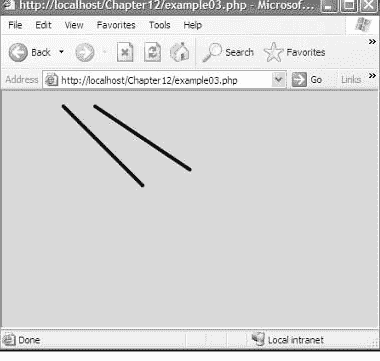 http://localhost/Chapter12/example03.php - Microsof...
File Edit View Favorites Tools Help »
Back Search Favorites »
Address http://localhost/Chapter12/example03.php Go Links »
Done Local intranet